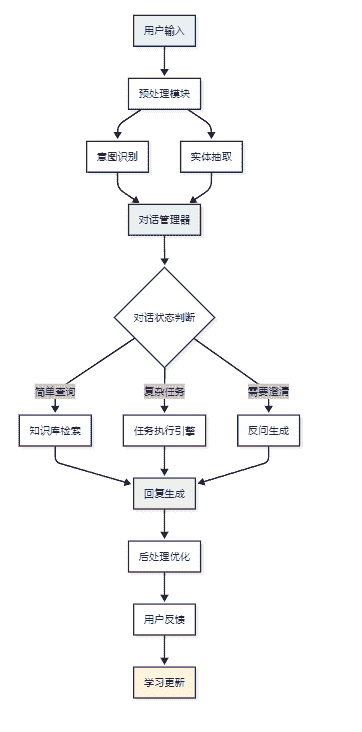 用户输入
预处理模块
意图识别
实体抽取
对话管理器
对话状态判断
简单查询
复杂任务
需要澄清
知识库检索
任务执行引擎
反问生成
回复生成
后处理优化
用户反馈
学习更新